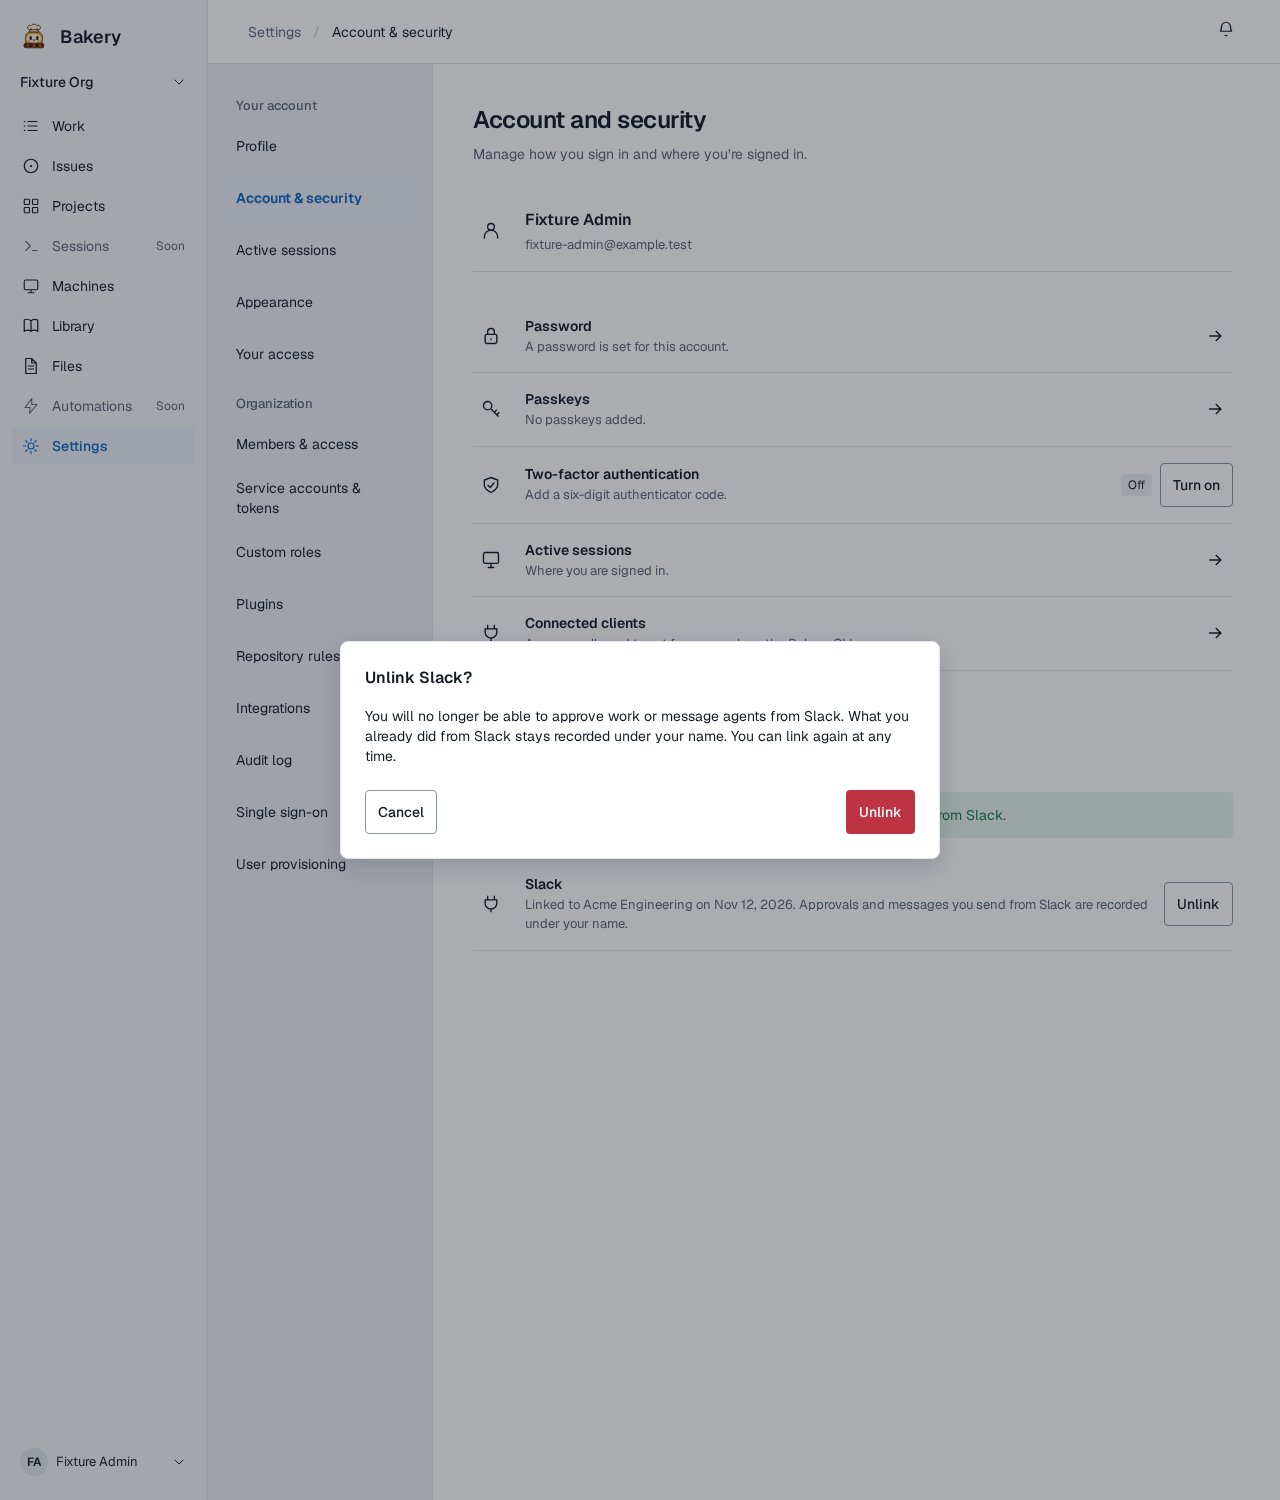 Bakery
Fixture Org
Work
Issues
Projects
Sessions Soon
Machines
Library
Files
Automations Soon
Settings
FA Fixture Admin
Settings / Account & security
Your account
Profile
Account & security
Active sessions
Appearance
Your access
Organization
Members & access
Service accounts &
tokens
Custom roles
Plugins
Repository rules
Integrations
Audit log
Single sign-on
User provisioning
Account and security
Manage how you sign in and where you're signed in.
Fixture Admin
fixture-admin@example.test
Password
A password is set for this account.
Passkeys
No passkeys added.
Two-factor authentication
Add a six-digit authenticator code.
Off Turn on
Active sessions
Where you are signed in.
Connected clients
Unlink Slack?
You will no longer be able to approve work or message agents from Slack. What you
already did from Slack stays recorded under your name. You can link again at any
time.
Cancel Unlink
from Slack.
Slack
Linked to Acme Engineering on Nov 12, 2026. Approvals and messages you send from Slack are recorded
under your name.
Unlink